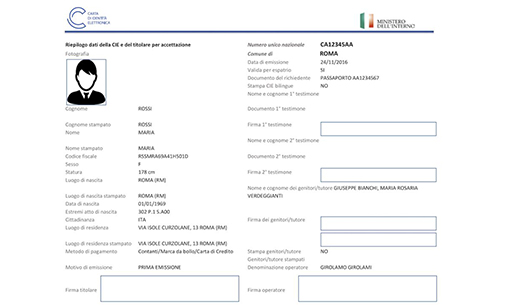 CARTA
DI IDENTITÀ
ELETTRONICA
MINISTERO
DELL'INTERNO
Riepilogo dati della CIE e del titolare per accettazione
Fotografia
Cognome ROSSI
Cognome stampato ROSSI
Nome MARIA
Nome stampato MARIA
Codice fiscale RSSMRA69A41H501D
Sesso F
Statura 178 cm
Luogo di nascita ROMA (RM)
Luogo di nascita stampato ROMA (RM)
Data di nascita 01/01/1969
Estremi atto di nascita 302 P.1 S.A00
Cittadinanza ITA
Luogo di residenza VIA ISOLE CURZOLANE, 13 ROMA (RM)
Luogo di residenza stampato VIA ISOLE CURZOLANE, 13 ROMA (RM)
Metodo di pagamento Contanti/Marca da bollo/Carta di Credito
Motivo di emissione PRIMA EMISSIONE
Firma titolare
Numero unico nazionale CA12345AA
Comune di ROMA
Data di emissione 24/11/2016
Valida per espatrio SI
Documento del richiedente PASSAPORTO AA1234567
Stampa CIE bilingue NO
Nome e cognome 1° testimone
Documento 1° testimone
Firma 1° testimone
Nome e cognome 2° testimone
Documento 2° testimone
Firma 2° testimone
Nome e cognome dei genitori/tutore GIUSEPPE BIANCHI, MARIA ROSARIA
VERDEGGIANTI
Firma dei genitori/tutore
Stampa genitori/tutore NO
Genitori/tutore stampati
Denominazione operatore GIROLAMO GIROLAMI
Firma operatore